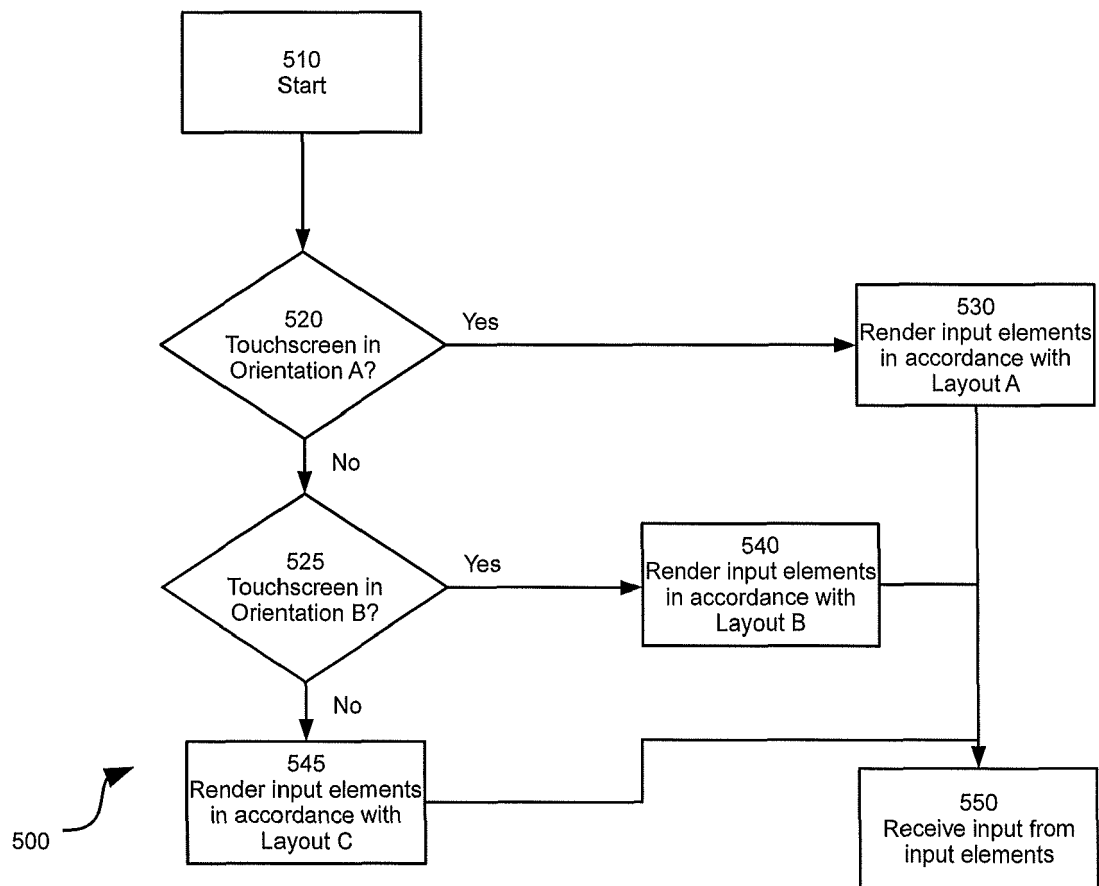 510
Start
520
Touchscreen in
Orientation A?
Yes
530
Render input elements
in accordance with
Layout A
No
525
Touchscreen in
Orientation B?
Yes
540
Render input elements
in accordance with
Layout B
No
545
Render input elements
in accordance with
Layout C
550
Receive input from
input elements
500